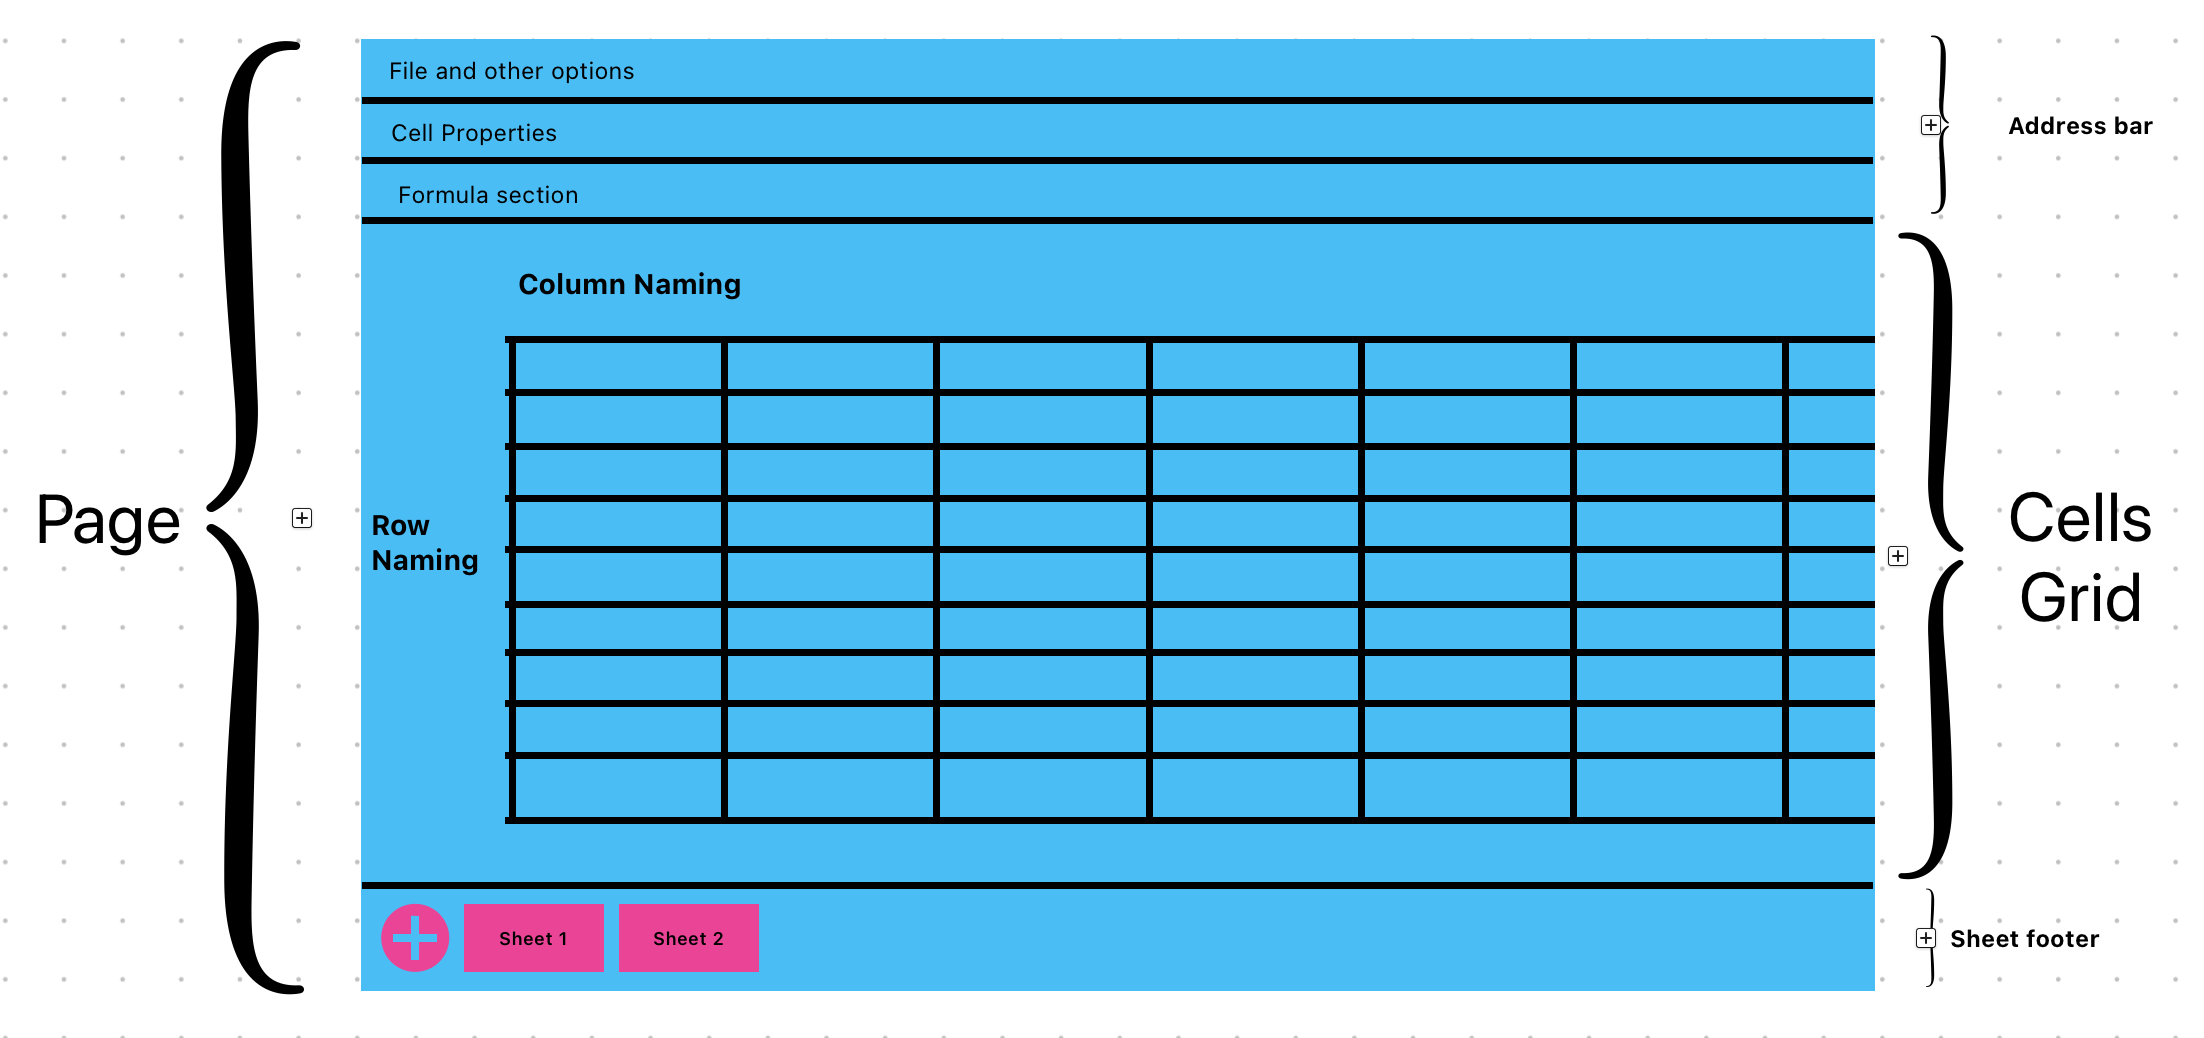 File and other options
Cell Properties
Address bar
Formula section
Column Naming
Page
Row
Naming
Cells
Grid
Sheet 1
Sheet 2
Sheet footer